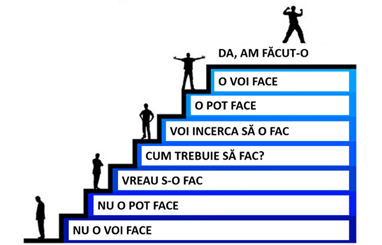 DA, AM FĂCUT-O
O VOI FACE
O POT FACE
VOI INCERCA SĂ O FAC
CUM TREBUIE SĂ FAC?
VREAU S-O FAC
NU O POT FACE
NU O VOI FACE